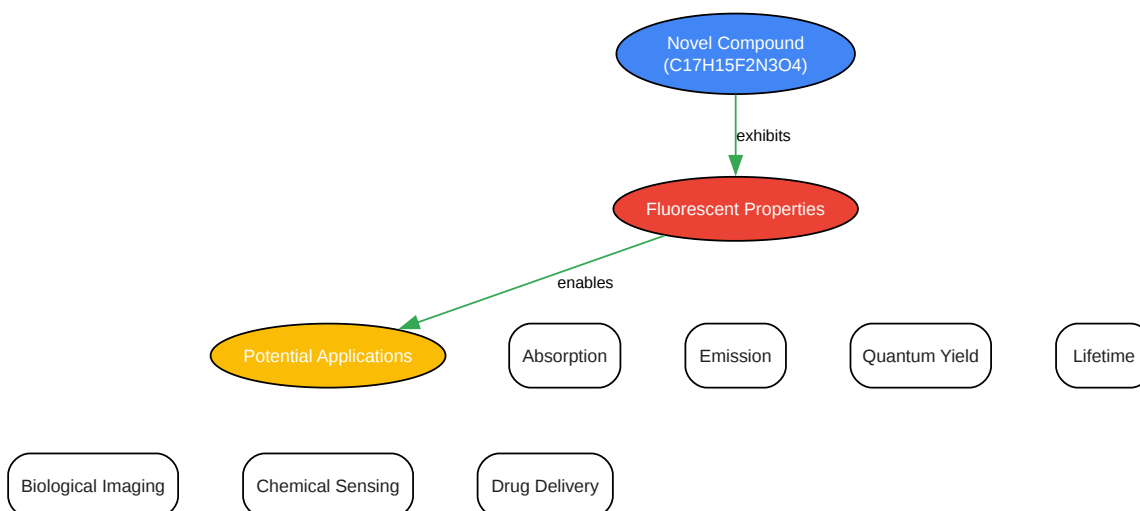 Novel Compound
(C17H15F2N3O4)
exhibits
Fluorescent Properties
enables
Potential Applications
Absorption
Emission
Quantum Yield
Lifetime
Biological Imaging
Chemical Sensing
Drug Delivery